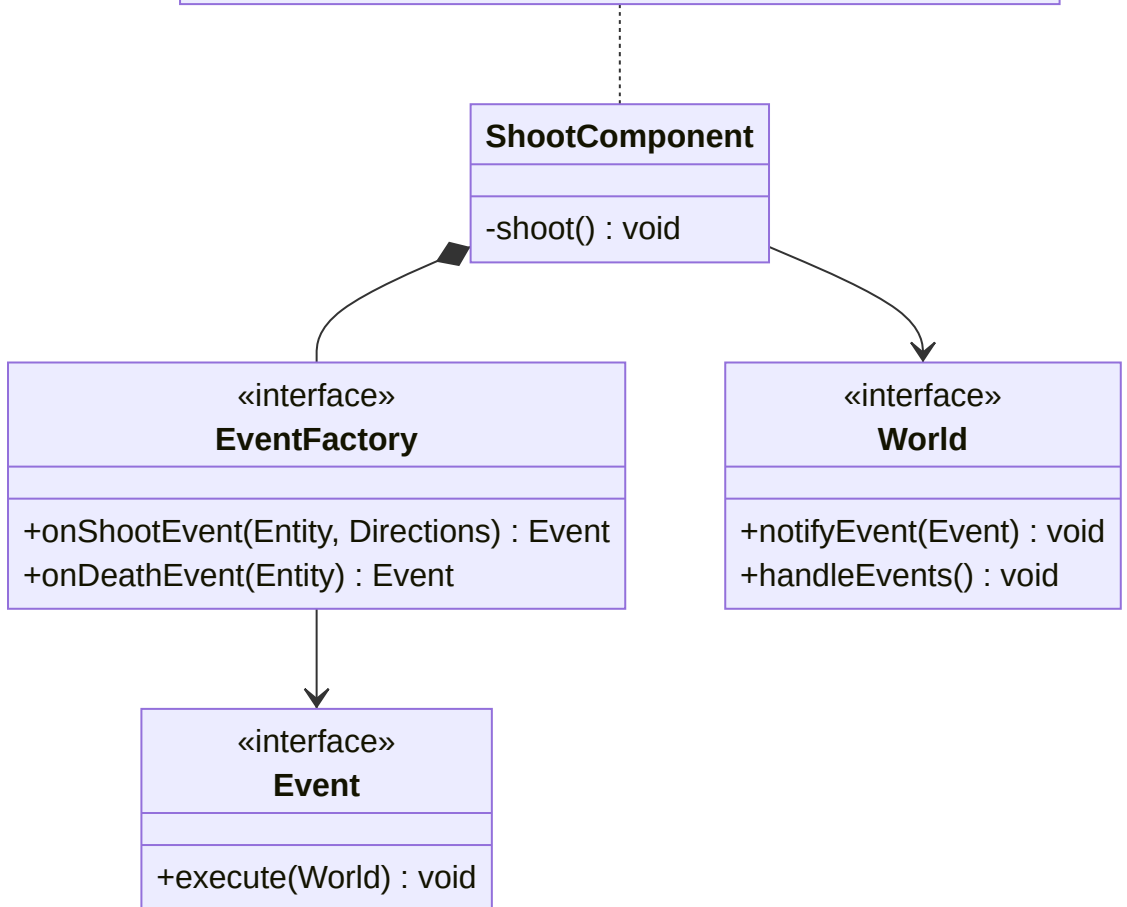 ShootComponent
-shoot() : void
«interface»
EventFactory
+onShootEvent(Entity, Directions) : Event
+onDeathEvent(Entity) : Event
«interface»
World
+notifyEvent(Event) : void
+handleEvents() : void
«interface»
Event
+execute(World) : void